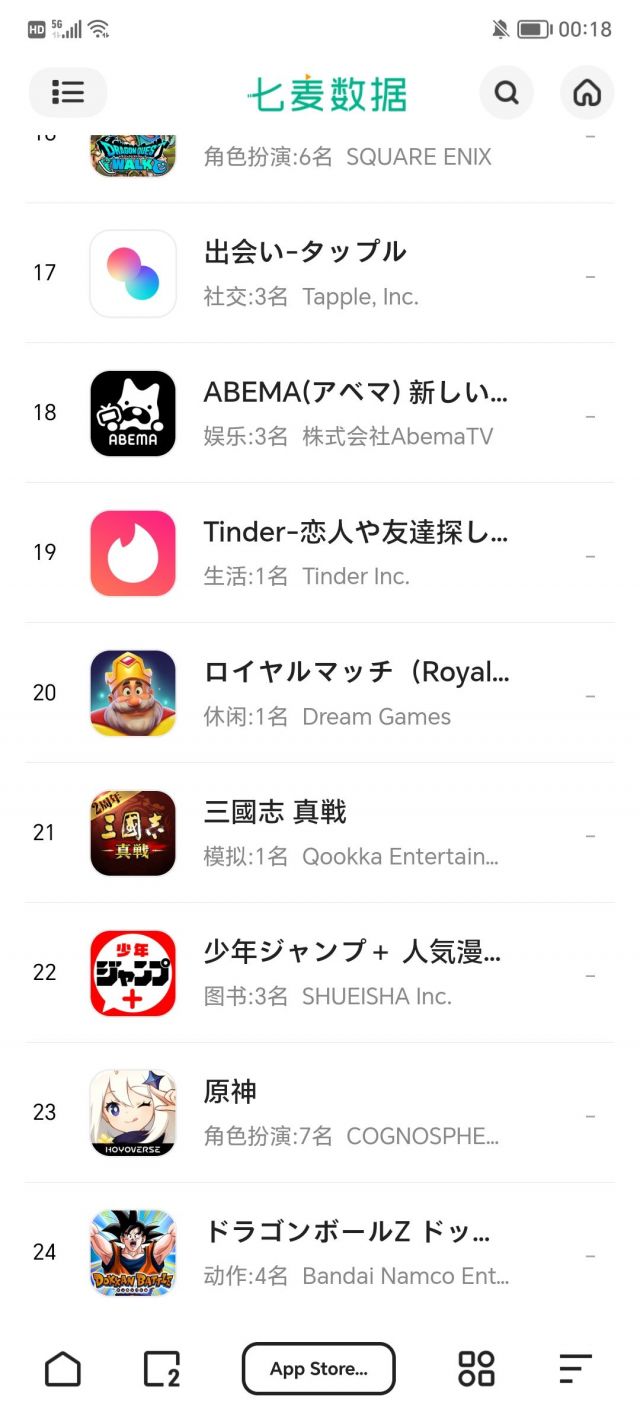 HD 5G 00:18
七麦数据
DRAGON QUEST WALK
角色扮演:6名 SQUARE ENIX
17
出会い-タップル
社交:3名 Tapple, Inc.
–
18
ABEMA
ABEMA(アベマ) 新しい...
娱乐:3名 株式会社AbemaTV
–
19
Tinder-恋人や友達探し...
生活:1名 Tinder Inc.
–
20
ロイヤルマッチ（Royal...
休闲:1名 Dream Games
–
21
2周年
三國志
真戦
三國志 真戦
模拟:1名 Qookka Entertain...
–
22
少年
ジャンプ
+
少年ジャンプ＋ 人気漫...
图书:3名 SHUEISHA Inc.
–
23
HOYOVERSE
原神
角色扮演:7名 COGNOSPHE...
–
24
DOKKAN BATTLE
ドラゴンボールZ ドッ...
动作:4名 Bandai Namco Ent...
–
2
App Store...